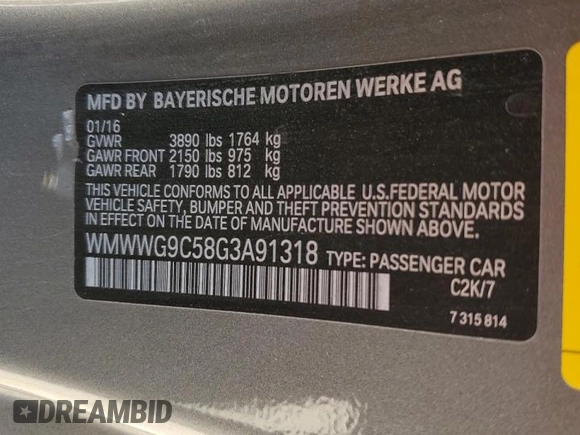 MFD BY BAYERISCHE MOTOREN WERKE AG
01/16
GVWR 3890 lbs 1764 kg
GAWR FRONT 2150 lbs 975 kg
GAWR REAR 1790 lbs 812 kg
THIS VEHICLE CONFORMS TO ALL APPLICABLE U.S.FEDERAL MOTOR
VEHICLE SAFETY, BUMPER AND THEFT PREVENTION STANDARDS
IN EFFECT ON THE DATE OF MANUFACTURE SHOWN ABOVE.
WMWWG9C58G3A91318 TYPE: PASSENGER CAR
C2K/7
7 315 814
DREAMBID